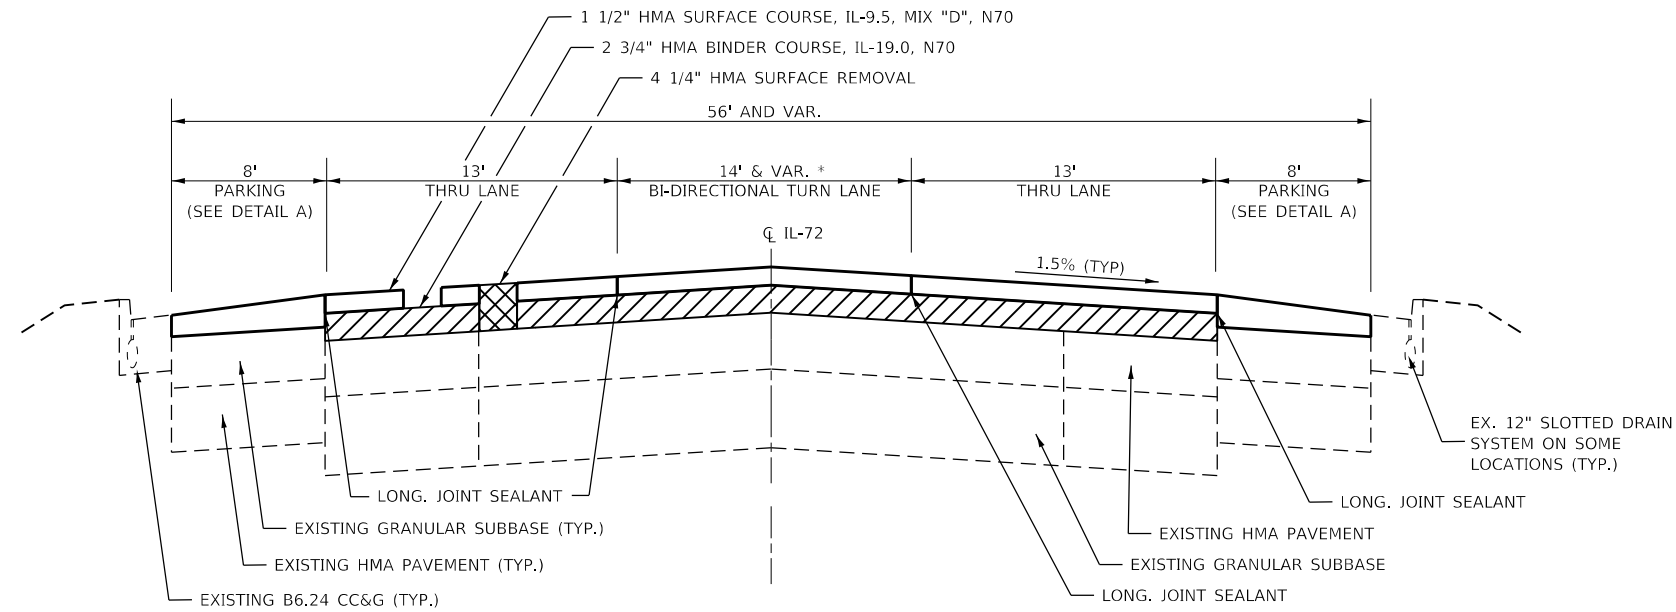 1 1/2" HMA SURFACE COURSE, IL-9.5, MIX "D", N70
2 3/4" HMA BINDER COURSE, IL-19.0, N70
4 1/4" HMA SURFACE REMOVAL
56' AND VAR.
8'
PARKING
(SEE DETAIL A)
13'
THRU LANE
14' & VAR. *
BI-DIRECTIONAL TURN LANE
13'
THRU LANE
8'
PARKING
(SEE DETAIL A)
℄ IL-72
1.5% (TYP)
EX. 12" SLOTTED DRAIN
SYSTEM ON SOME
LOCATIONS (TYP.)
LONG. JOINT SEALANT
LONG. JOINT SEALANT
EXISTING GRANULAR SUBBASE (TYP.)
EXISTING HMA PAVEMENT
EXISTING HMA PAVEMENT (TYP.)
EXISTING GRANULAR SUBBASE
EXISTING B6.24 CC&G (TYP.)
LONG. JOINT SEALANT